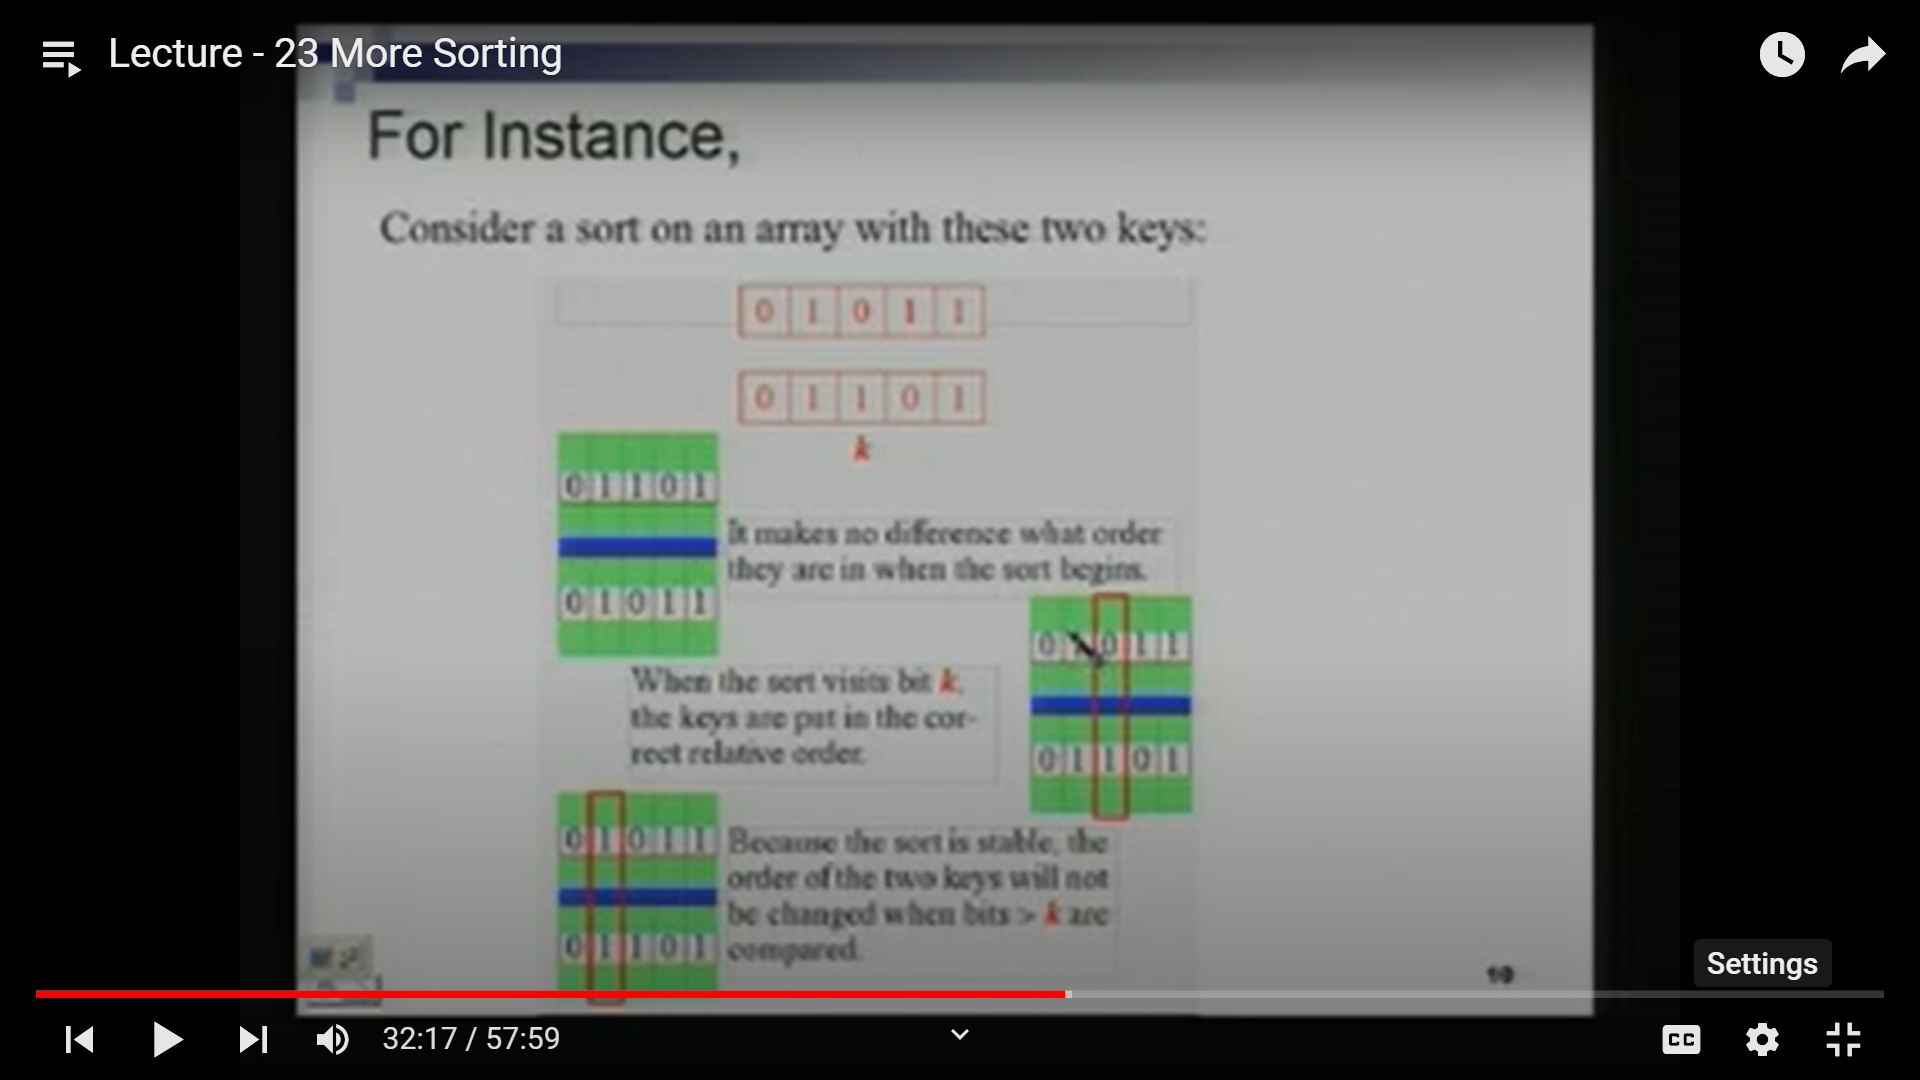 Lecture - 23 More Sorting
For Instance,
Consider a sort on an array with these two keys:
0 1 0 1 1
0 1 1 0 1
k
0 1 1 0 1
It makes no difference what order
they are in when the sort begins.
0 1 0 1 1
0 0 1 1
When the sort visits bit k,
the keys are put in the cor-
rect relative order.
0 1 1 0 1
0 1 0 1 1
Because the sort is stable, the
order of the two keys will not
be changed when bits > k are
0 1 1 0 1
compared.
Settings
10
32:17 / 57:59
CC